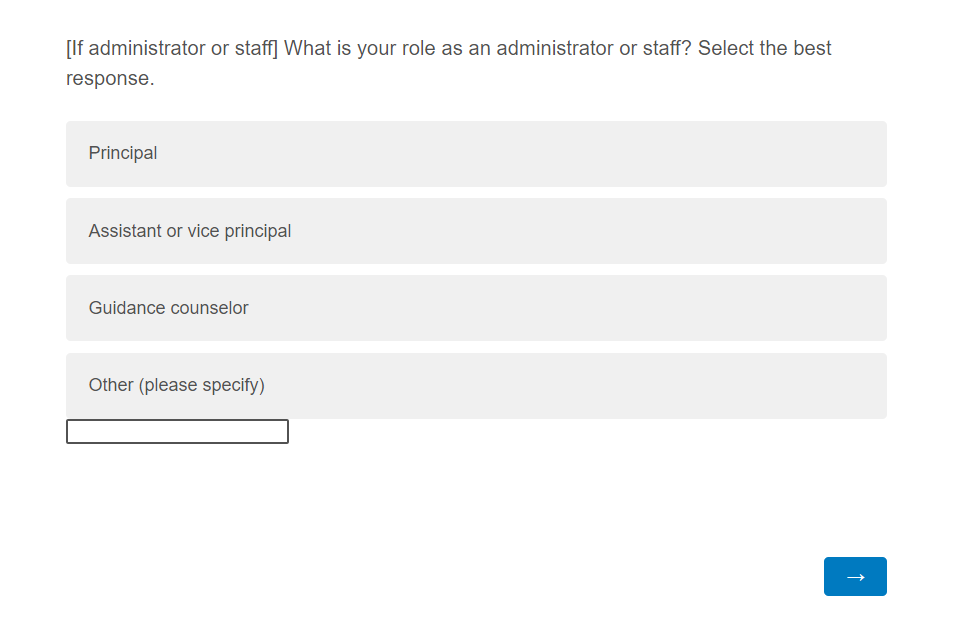 [If administrator or staff] What is your role as an administrator or staff? Select the best
response.
Principal
Assistant or vice principal
Guidance counselor
Other (please specify)
→